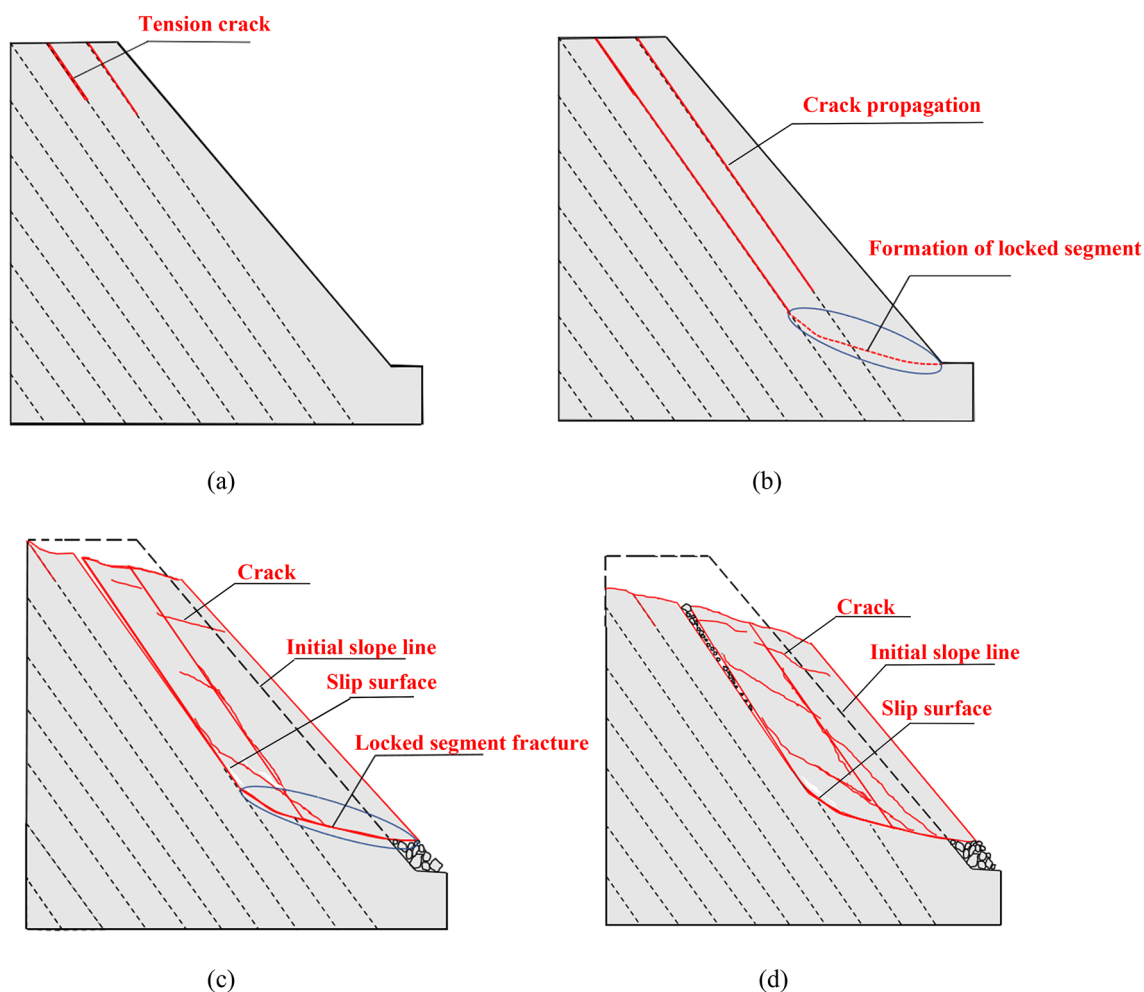 Tension crack
(a)
Crack propagation
Formation of locked segment
(b)
Crack
Initial slope line
Slip surface
Locked segment fracture
(c)
Crack
Initial slope line
Slip surface
(d)